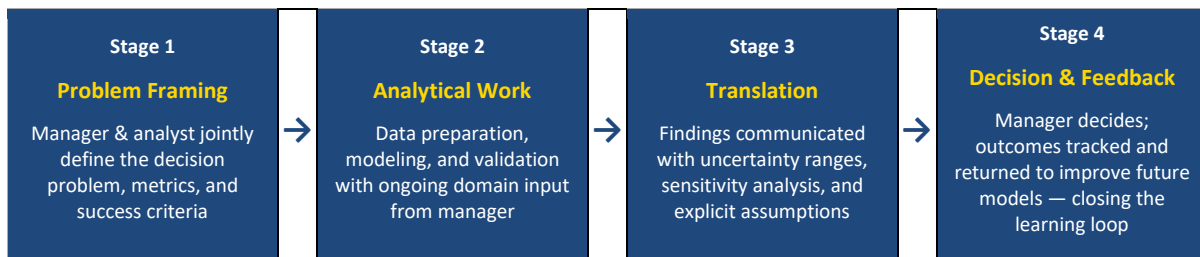 Stage 1
Problem Framing
Manager & analyst jointly
define the decision
problem, metrics, and
success criteria
→
Stage 2
Analytical Work
Data preparation,
modeling, and validation
with ongoing domain input
from manager
→
Stage 3
Translation
Findings communicated
with uncertainty ranges,
sensitivity analysis, and
explicit assumptions
→
Stage 4
Decision & Feedback
Manager decides;
outcomes tracked and
returned to improve future
models — closing the
learning loop